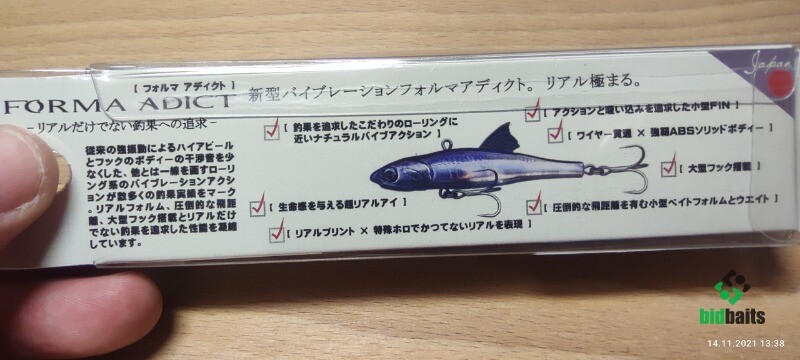 [ フォルマ アディクト ]
FORMA ADICT
新型バイブレーションフォルマアディクト。リアル極まる。
Japan
-リアルだけでない釣果への追求-
従来の強振動によるハイアピール
とフックのボディーの干渉音を少
なくした、他とは一線を画すローリ
ング系のバイブレーションアクシ
ョンが数多くの釣果実績をマーク
。リアルフォルム、圧倒的な飛距
離、大型フック搭載とリアルだけ
でない釣果を追求した性能を凝縮
しています。
[ 釣果を追求したこだわりのローリングに
近いナチュラルバイブアクション ]
[ アクションと吸い込みを追求した小型FIN ]
[ ワイヤー貫通 × 強靭ABSソリッドボディー ]
[ 大型フック搭載 ]
[ 生命感を与える超リアルアイ ]
[ 圧倒的な飛距離を有む小型ベイトフォルムとウエイト ]
[ リアルプリント × 特殊ホロでかつてないリアルを表現 ]
bidbaits
14.11.2021 13:38